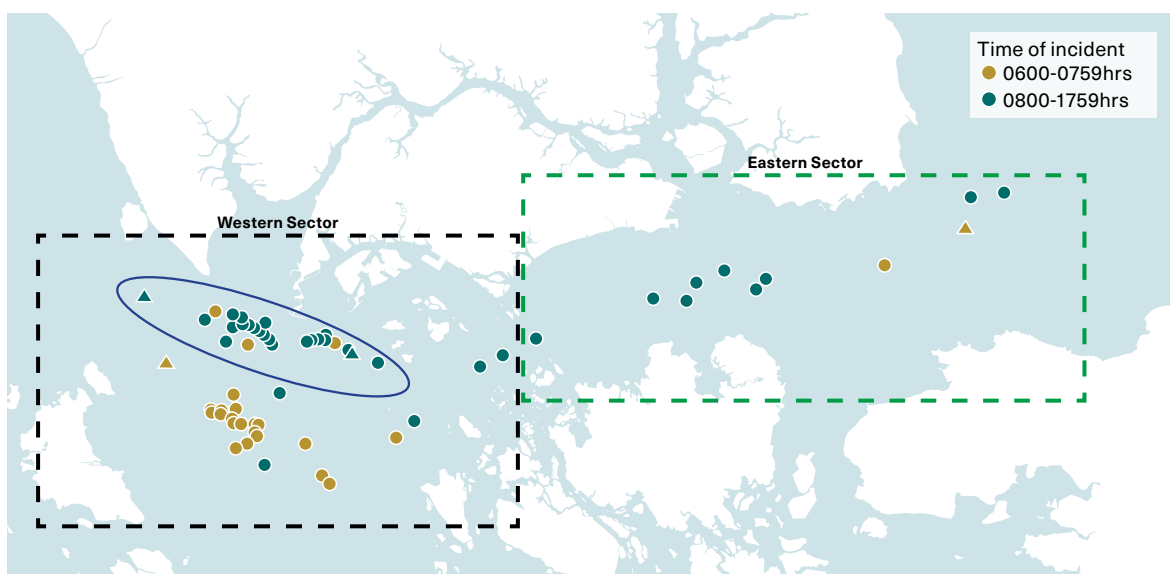 Time of incident
0600-0759hrs
0800-1759hrs
Eastern Sector
Western Sector